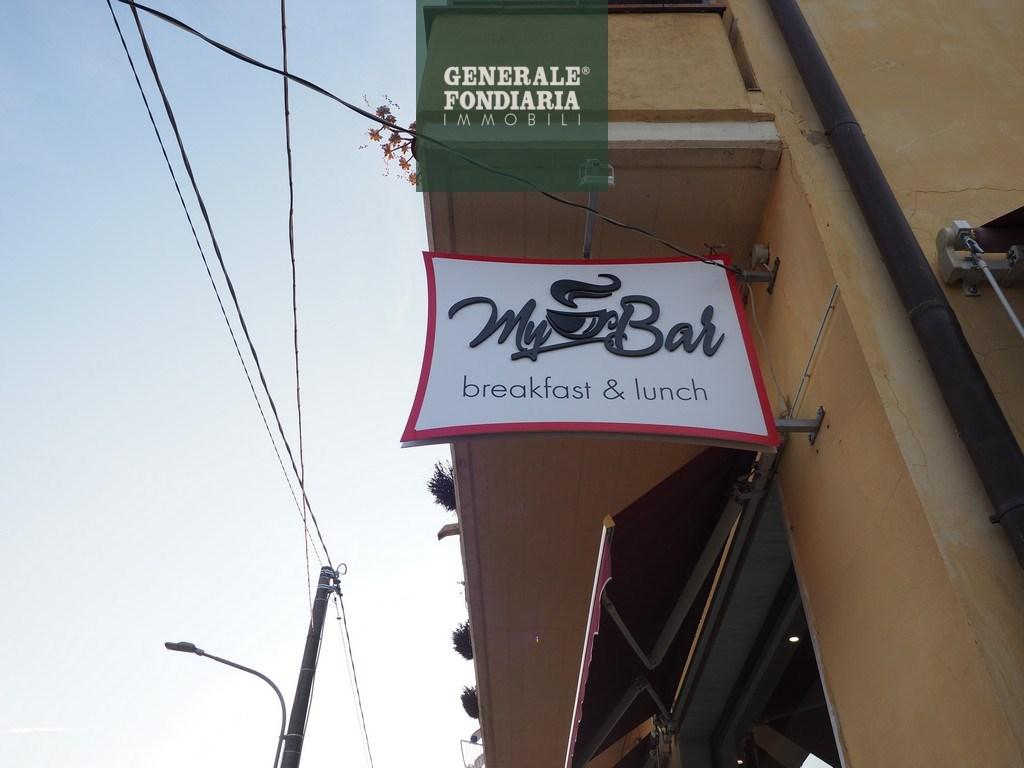 GENERALE®
FONDIARIA
IMMOBILI
My Bar
breakfast & lunch